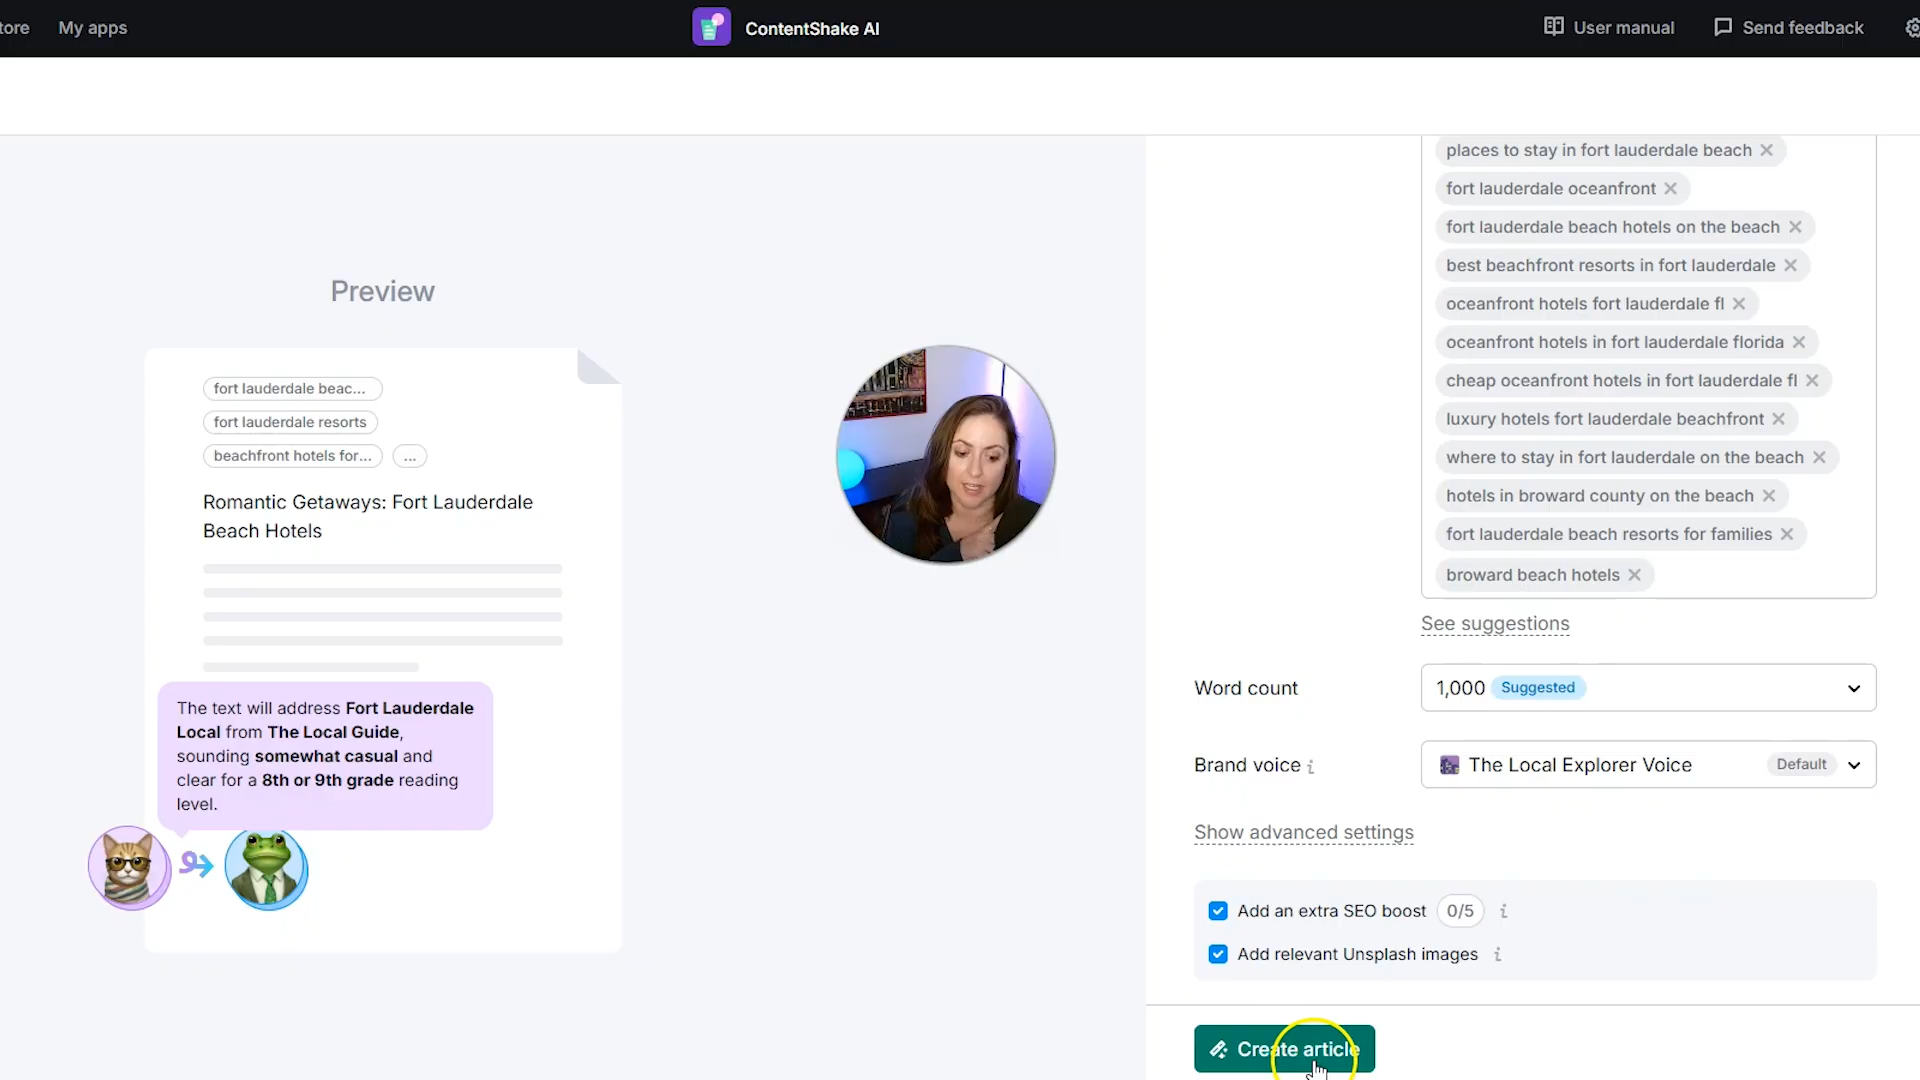 tore
My apps
ContentShake AI
User manual
Send feedback
Preview
fort lauderdale beac...
fort lauderdale resorts
beachfront hotels for...
...
Romantic Getaways: Fort Lauderdale
Beach Hotels
The text will address Fort Lauderdale
Local from The Local Guide,
sounding somewhat casual and
clear for a 8th or 9th grade reading
level.
places to stay in fort lauderdale beach
fort lauderdale oceanfront
fort lauderdale beach hotels on the beach
best beachfront resorts in fort lauderdale
oceanfront hotels fort lauderdale fl
oceanfront hotels in fort lauderdale florida
cheap oceanfront hotels in fort lauderdale fl
luxury hotels fort lauderdale beachfront
where to stay in fort lauderdale on the beach
hotels in broward county on the beach
fort lauderdale beach resorts for families
broward beach hotels
See suggestions
Word count
1,000 Suggested
Brand voice
The Local Explorer Voice Default
Show advanced settings
Add an extra SEO boost 0/5
Add relevant Unsplash images
Create article